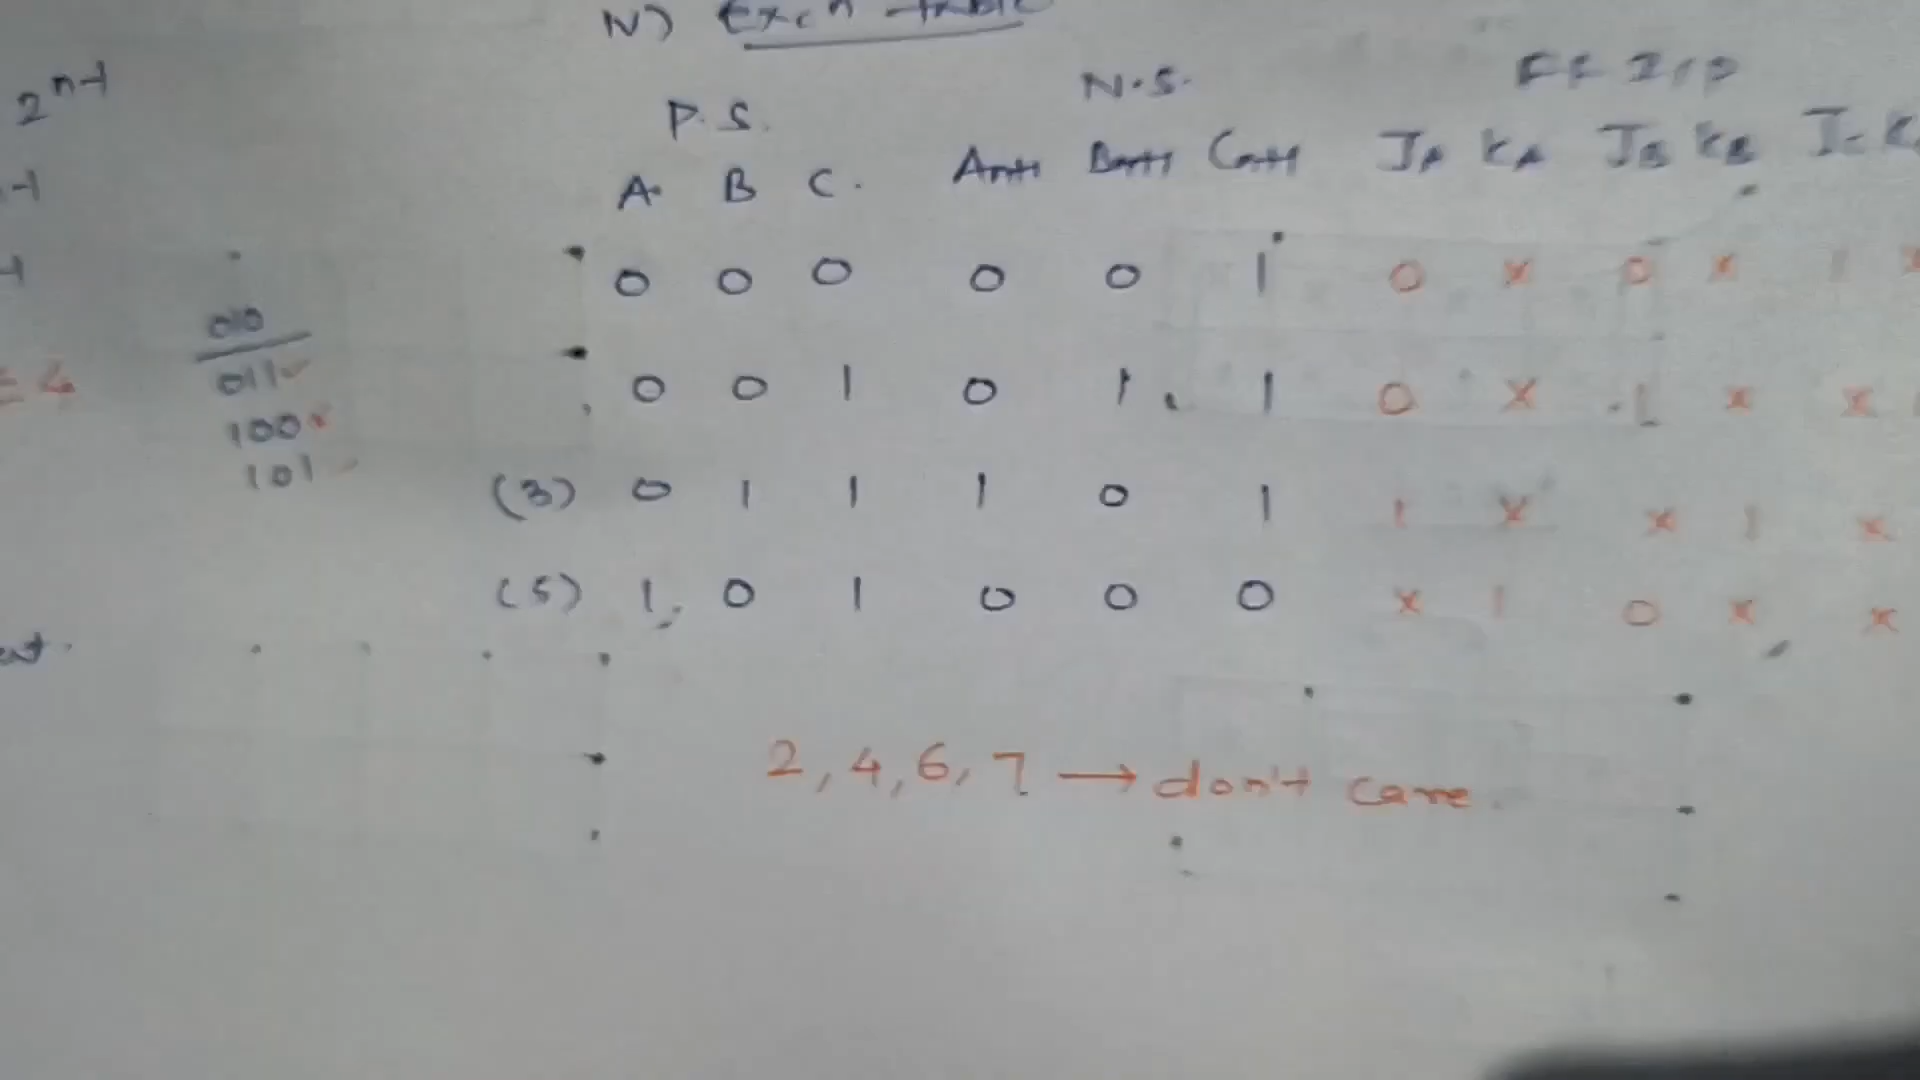 N) Excn table
2^n-1
N.S.
FF I/P
P.S.
A B C. An+1 Bn+1 Cn+1 JA KA JB KB JC K
-1
-1
0 0 0 0 0 1 0 x 0 x 1 x
010
011 ✓
0 0 1 0 1 1 0 x 1 x x
= 4
100 x
101 ✓
(3) 0 1 1 1 0 1 1 x x 1 x
(5) 1 0 1 0 0 0 x 1 0 x x
2, 4, 6, 7 → don't care.